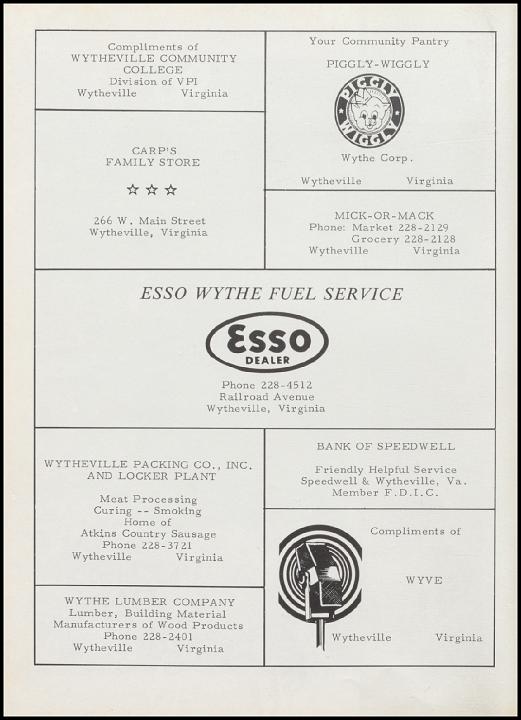 Compliments of
WYTHEVILLE COMMUNITY
COLLEGE
Division of VPI
Wytheville Virginia
CARP'S
FAMILY STORE
266 W. Main Street
Wytheville, Virginia
Your Community Pantry
PIGGLY-WIGGLY
PIGGLY
WIGGLY
Wythe Corp.
Wytheville Virginia
MICK-OR-MACK
Phone: Market 228-2129
Grocery 228-2128
Wytheville Virginia
ESSO WYTHE FUEL SERVICE
Esso
DEALER
Phone 228-4512
Railroad Avenue
Wytheville, Virginia
WYTHEVILLE PACKING CO., INC.
AND LOCKER PLANT
Meat Processing
Curing -- Smoking
Home of
Atkins Country Sausage
Phone 228-3721
Wytheville Virginia
WYTHE LUMBER COMPANY
Lumber, Building Material
Manufacturers of Wood Products
Phone 228-2401
Wytheville Virginia
BANK OF SPEEDWELL
Friendly Helpful Service
Speedwell & Wytheville, Va.
Member F.D.I.C.
Compliments of
WYVE
Wytheville Virginia